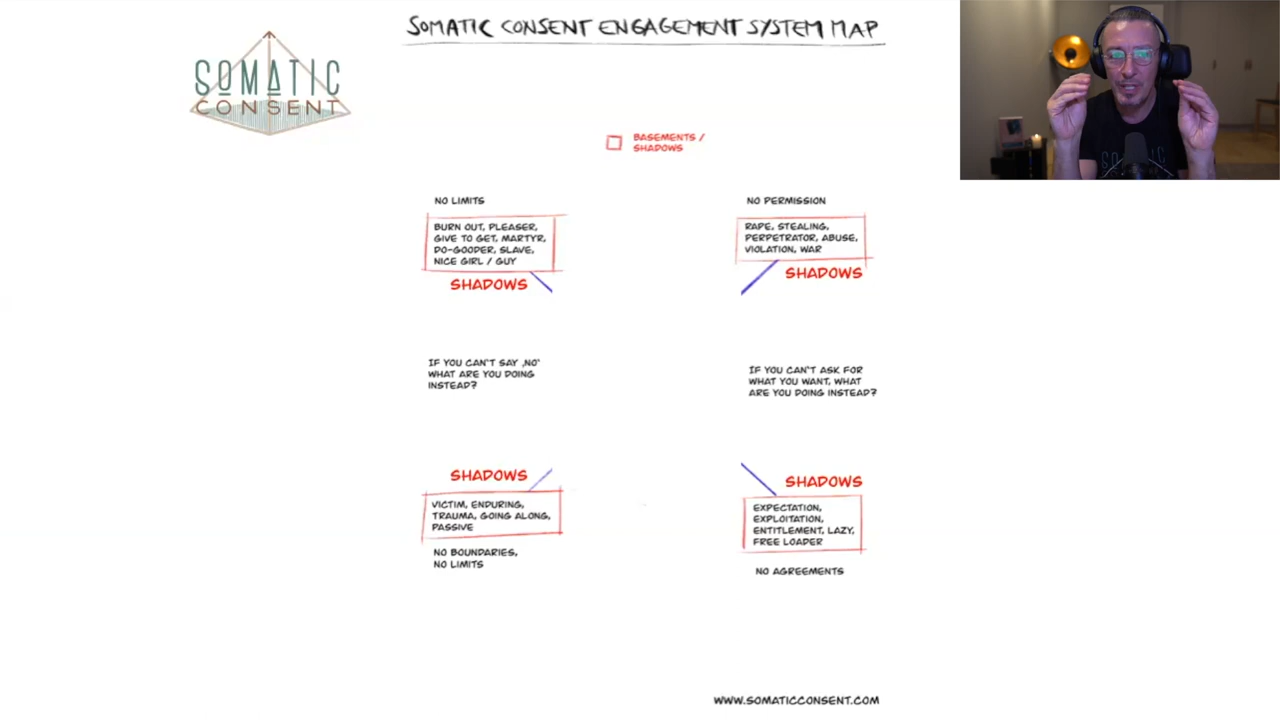 SOMATIC CONSENT ENGAGEMENT SYSTEM MAP
SOMATIC
CONSENT
BASEMENTS /
SHADOWS
NO LIMITS
BURN OUT, PLEASER,
GIVE TO GET, MARTYR,
DO-GOODER, SLAVE,
NICE GIRL / GUY
SHADOWS
NO PERMISSION
RAPE, STEALING,
PERPETRATOR, ABUSE,
VIOLATION, WAR
SHADOWS
IF YOU CAN'T SAY ‚NO'
WHAT ARE YOU DOING
INSTEAD?
IF YOU CAN'T ASK FOR
WHAT YOU WANT, WHAT
ARE YOU DOING INSTEAD?
SHADOWS
VICTIM, ENDURING,
TRAUMA, GOING ALONG,
PASSIVE
NO BOUNDARIES,
NO LIMITS
SHADOWS
EXPECTATION,
EXPLOITATION,
ENTITLEMENT, LAZY,
FREE LOADER
NO AGREEMENTS
WWW.SOMATICCONSENT.COM
SOMATIC